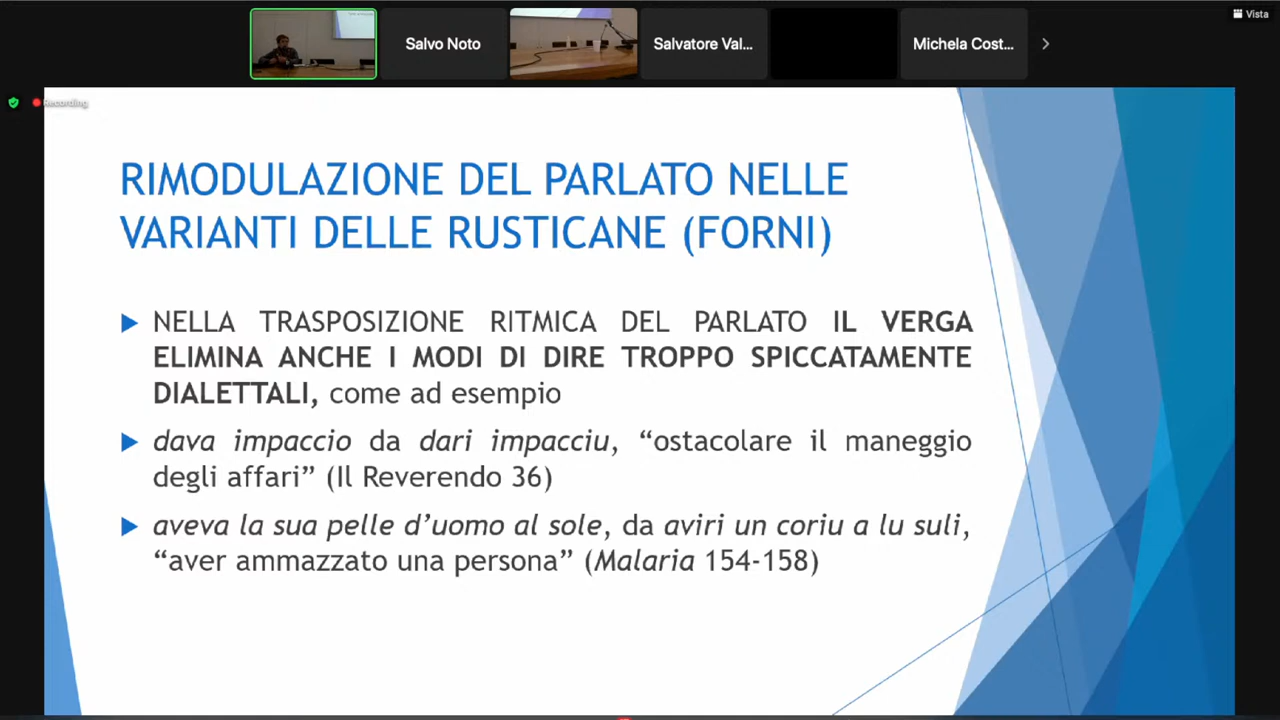 Vista
Salvo Noto
Salvatore Val...
Michela Cost...
Recording
RIMODULAZIONE DEL PARLATO NELLE
VARIANTI DELLE RUSTICANE (FORNI)
NELLA TRASPOSIZIONE RITMICA DEL PARLATO IL VERGA
ELIMINA ANCHE I MODI DI DIRE TROPPO SPICCATAMENTE
DIALETTALI, come ad esempio
dava impaccio da dari impacciu, “ostacolare il maneggio
degli affari” (Il Reverendo 36)
aveva la sua pelle d’uomo al sole, da aviri un coriu a lu suli,
“aver ammazzato una persona” (Malaria 154-158)